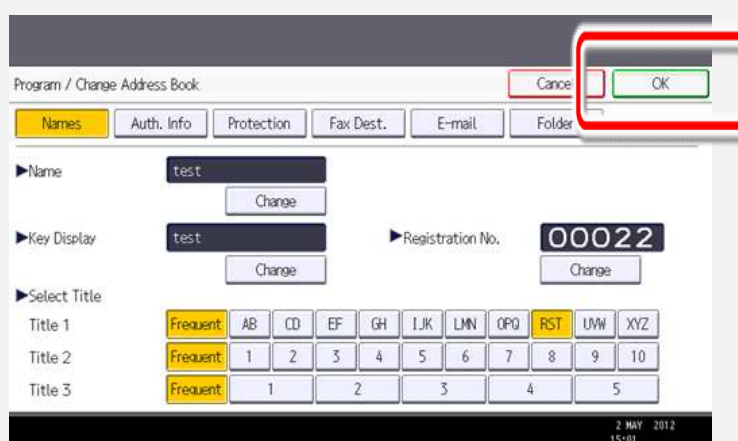 Program / Change Address Book
Cancel
OK
Names
Auth. Info
Protection
Fax Dest.
E-mail
Folder
►Name
test
Change
►Key Display
test
►Registration No.
00022
Change
Change
►Select Title
Title 1
Frequent AB CD EF GH IJK LMN OPQ RST UVW XYZ
Title 2
Frequent 1 2 3 4 5 6 7 8 9 10
Title 3
Frequent 1 2 3 4 5
2 MAY 2012
15:01